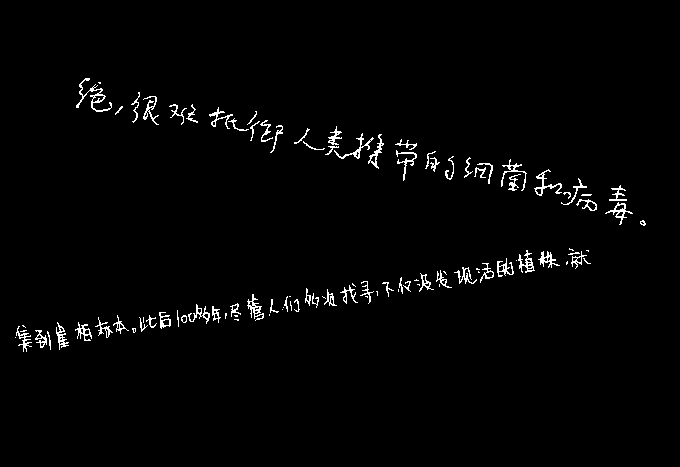 绝,很难抵御人类携带的细菌和病毒。
集到崖柏标本。此后100多年,尽管人们多次找寻,不仅没发现活的植株,就